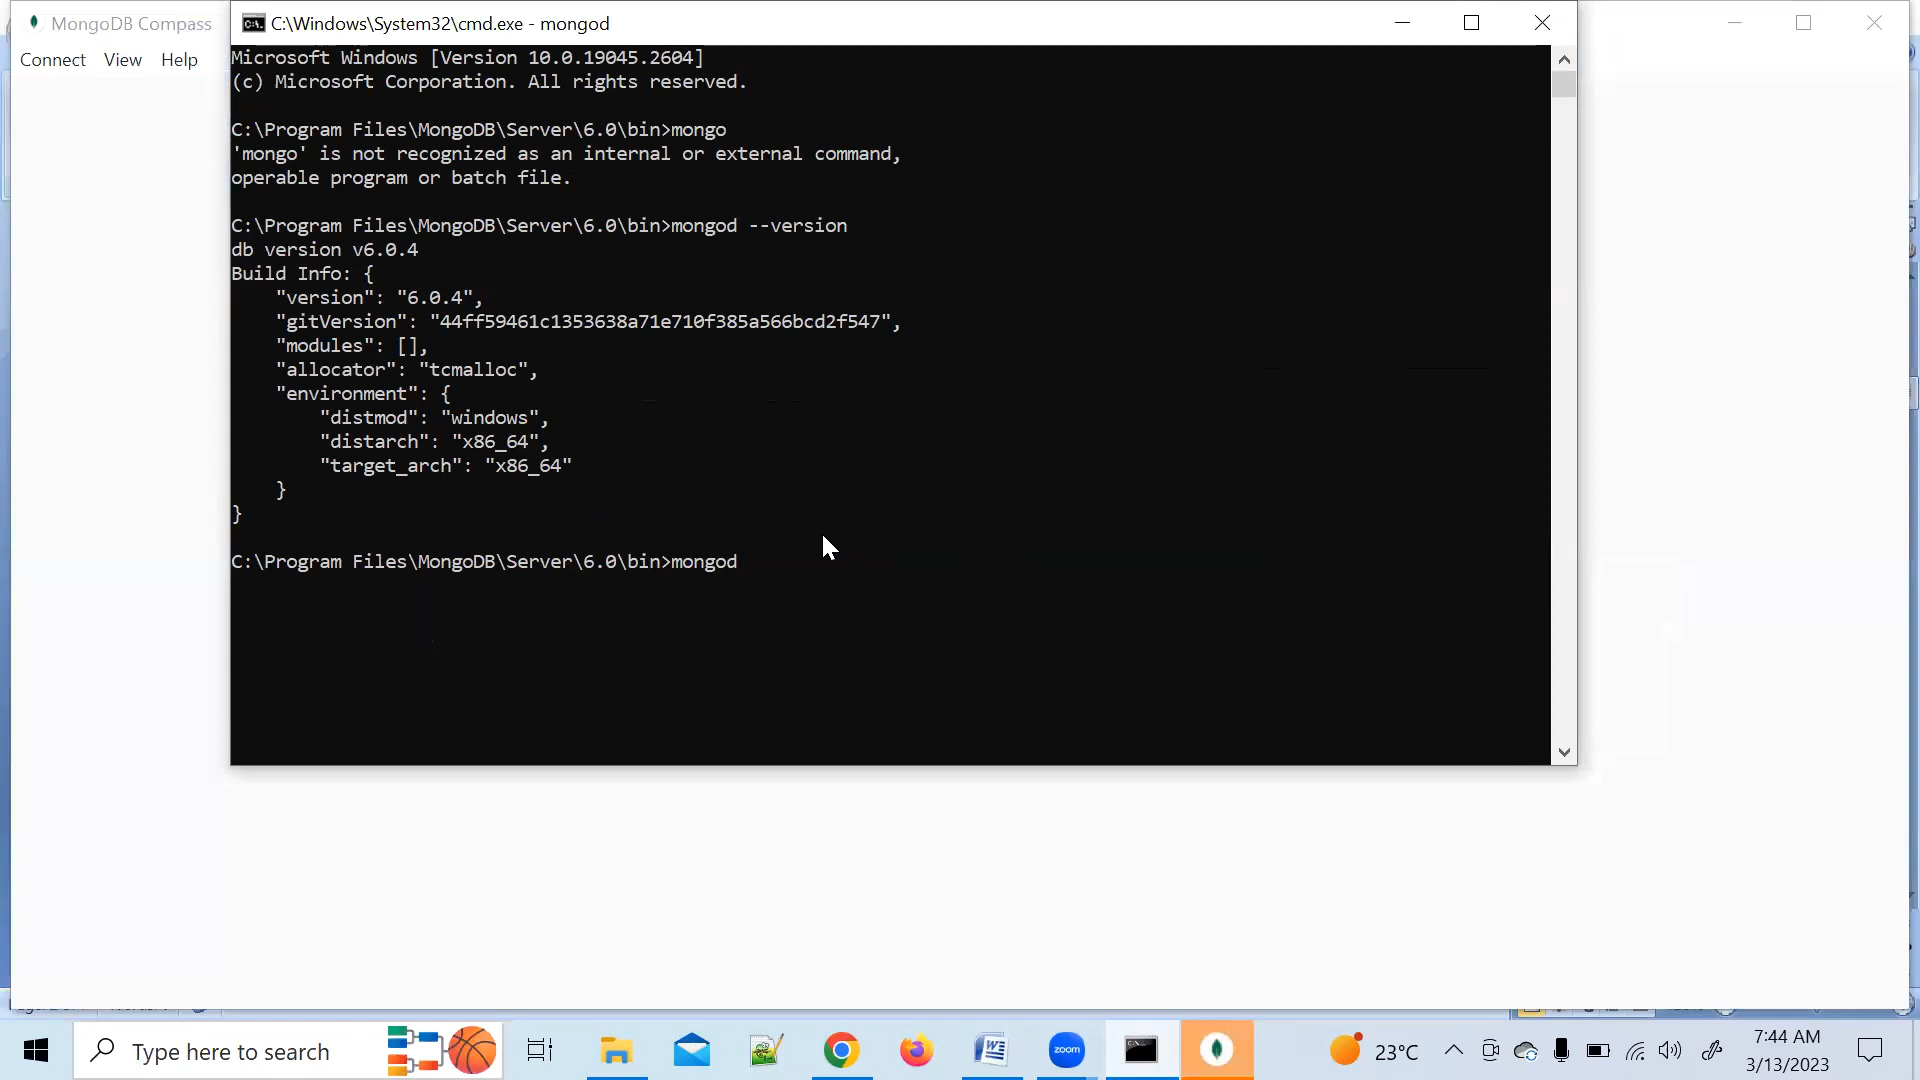 MongoDB Compass
Connect View Help
C:\Windows\System32\cmd.exe - mongod
Microsoft Windows [Version 10.0.19045.2604]
(c) Microsoft Corporation. All rights reserved.
C:\Program Files\MongoDB\Server\6.0\bin>mongo
'mongo' is not recognized as an internal or external command,
operable program or batch file.
C:\Program Files\MongoDB\Server\6.0\bin>mongod --version
db version v6.0.4
Build Info: {
    "version": "6.0.4",
    "gitVersion": "44ff59461c1353638a71e710f385a566bcd2f547",
    "modules": [],
    "allocator": "tcmalloc",
    "environment": {
        "distmod": "windows",
        "distarch": "x86_64",
        "target_arch": "x86_64"
    }
}
C:\Program Files\MongoDB\Server\6.0\bin>mongod
Type here to search
zoom
23°C
7:44 AM
3/13/2023